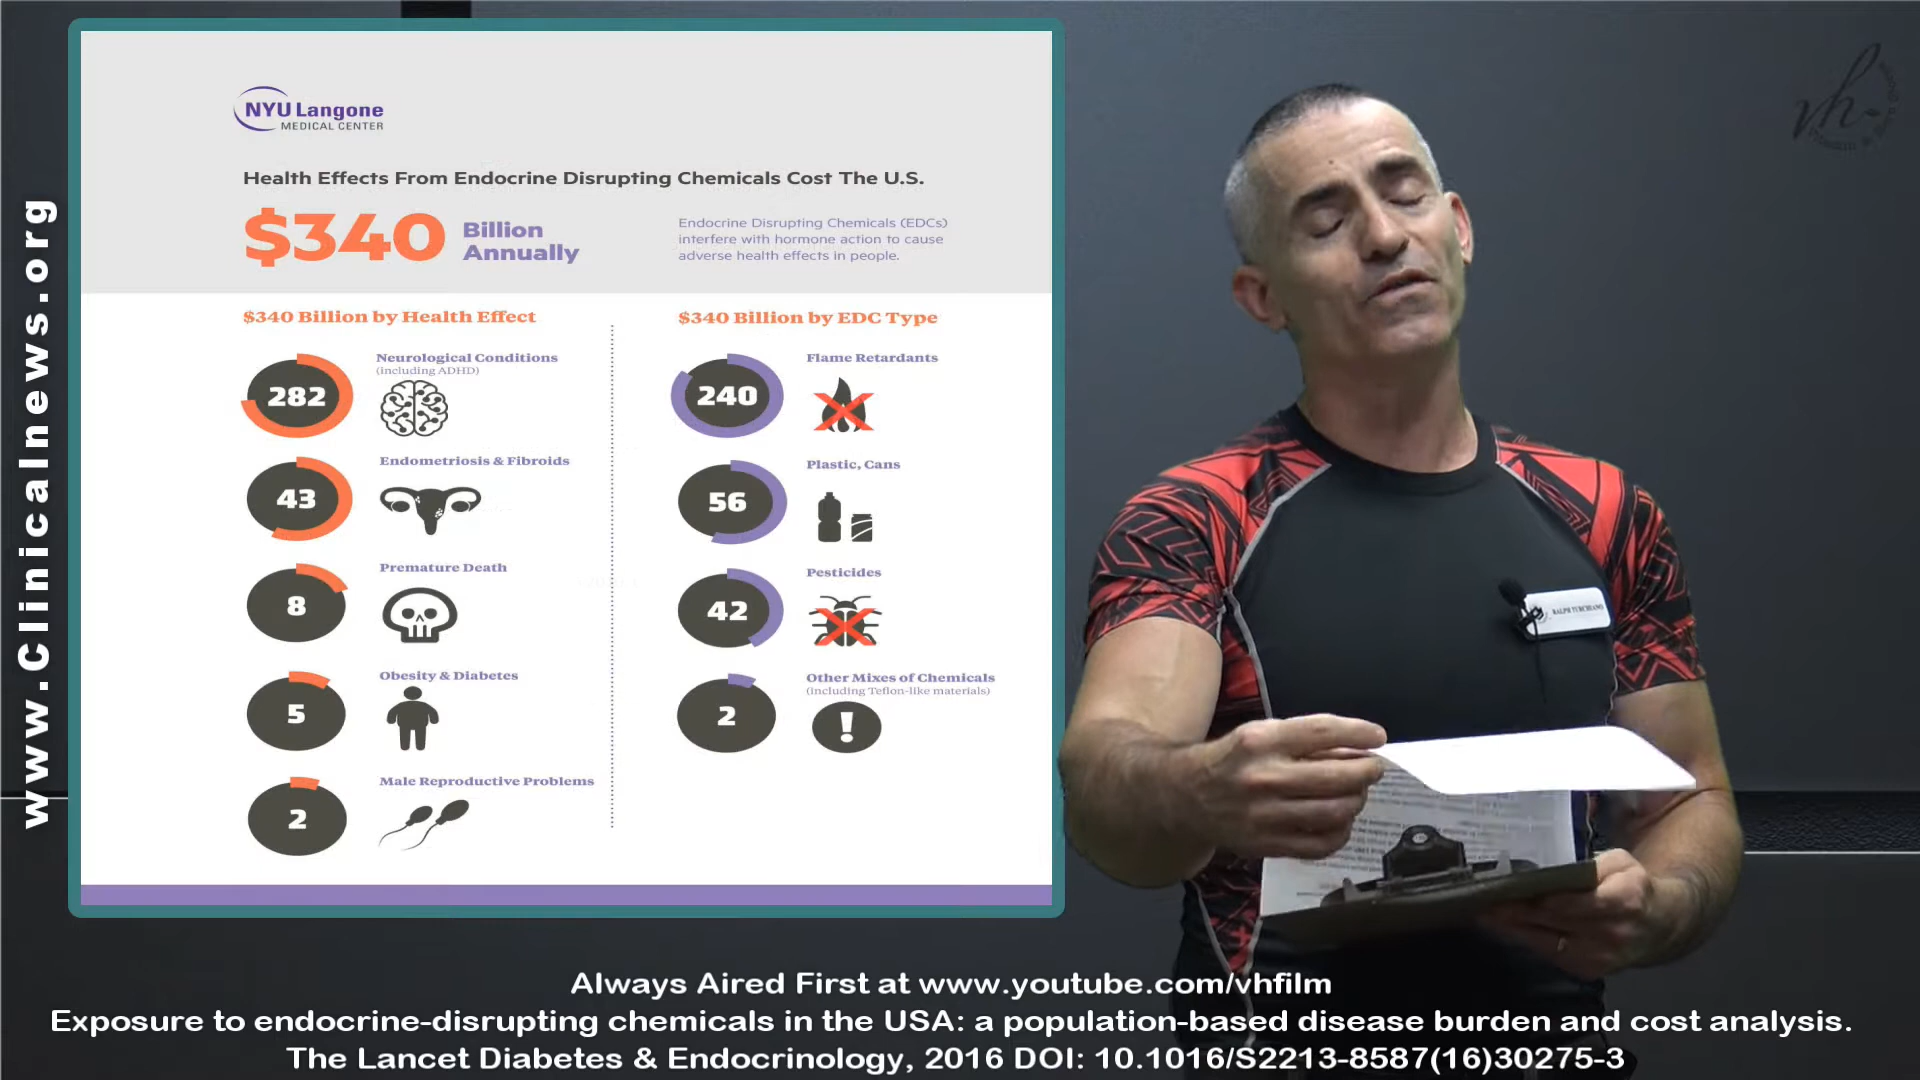 www.Clinicalnews.org
NYU Langone
MEDICAL CENTER
Health Effects From Endocrine Disrupting Chemicals Cost The U.S.
$340
Billion
Annually
Endocrine Disrupting Chemicals (EDCs)
interfere with hormone action to cause
adverse health effects in people.
$340 Billion by Health Effect
282
Neurological Conditions
(including ADHD)
43
Endometriosis & Fibroids
8
Premature Death
5
Obesity & Diabetes
2
Male Reproductive Problems
$340 Billion by EDC Type
240
Flame Retardants
56
Plastic, Cans
42
Pesticides
2
Other Mixes of Chemicals
(including Teflon-like materials)
!
vh
RALPH TURCHIANO
Always Aired First at www.youtube.com/vhfilm
Exposure to endocrine-disrupting chemicals in the USA: a population-based disease burden and cost analysis.
The Lancet Diabetes & Endocrinology, 2016 DOI: 10.1016/S2213-8587(16)30275-3